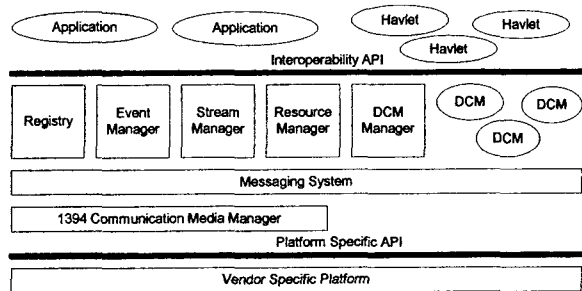 Application
Application
Havlet
Havlet
Havlet
Interoperability API
Registry
Event
Manager
Stream
Manager
Resource
Manager
DCM
Manager
DCM
DCM
DCM
Messaging System
1394 Communication Media Manager
Platform Specific API
Vendor Specific Platform